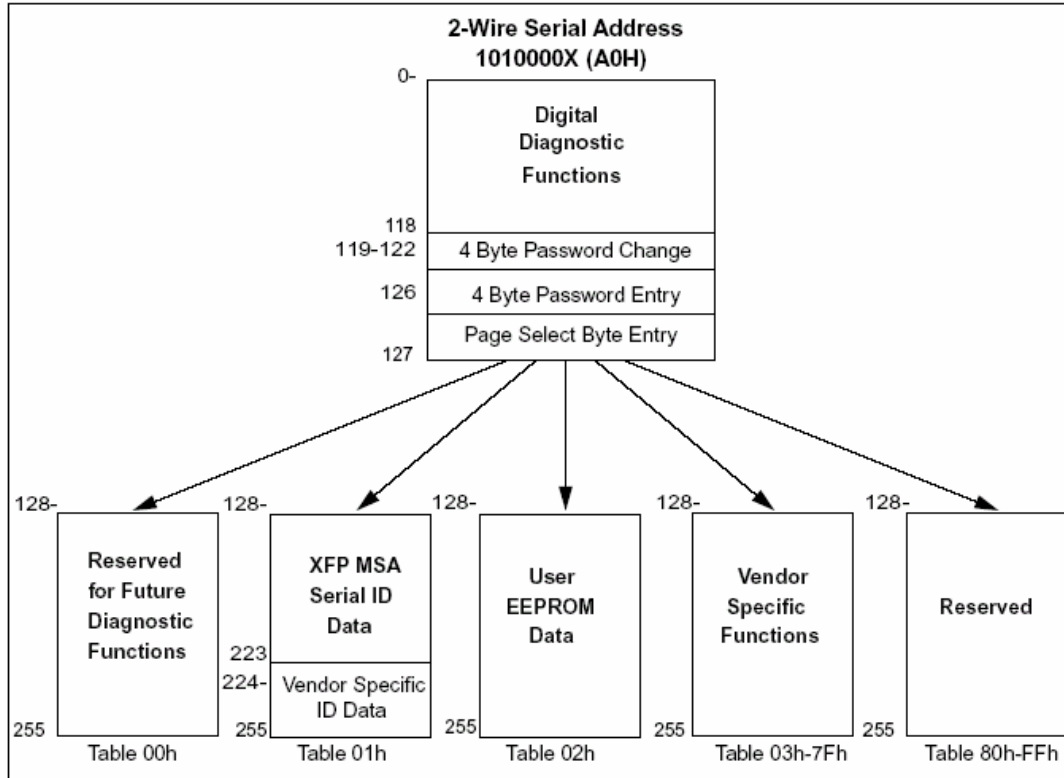 2-Wire Serial Address
1010000X (A0H)
0-
Digital
Diagnostic
Functions
118
119-122
4 Byte Password Change
126
4 Byte Password Entry
Page Select Byte Entry
127
128-
Reserved
for Future
Diagnostic
Functions
255
Table 00h
128-
XFP MSA
Serial ID
Data
223
224-
Vendor Specific
ID Data
255
Table 01h
128-
User
EEPROM
Data
255
Table 02h
128-
Vendor
Specific
Functions
255
Table 03h-7Fh
128-
Reserved
255
Table 80h-FFh